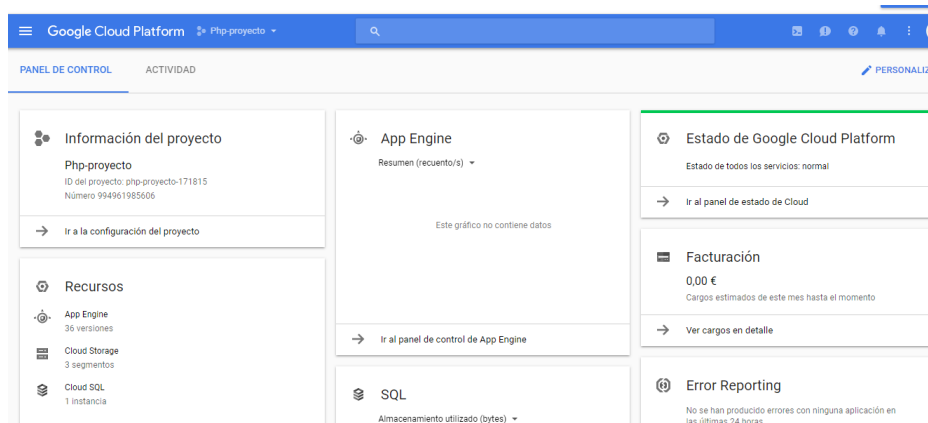 Google Cloud Platform
Php-proyecto
PANEL DE CONTROL
ACTIVIDAD
PERSONALIZ
Información del proyecto
Php-proyecto
ID del proyecto: php-proyecto-171815
Número 994961985606
Ir a la configuración del proyecto
Recursos
App Engine
36 versiones
Cloud Storage
3 segmentos
Cloud SQL
1 instancia
App Engine
Resumen (recuento/s)
Este gráfico no contiene datos
Ir al panel de control de App Engine
SQL
Almacenamiento utilizado (bytes)
Estado de Google Cloud Platform
Estado de todos los servicios: normal
Ir al panel de estado de Cloud
Facturación
0,00 €
Cargos estimados de este mes hasta el momento
Ver cargos en detalle
Error Reporting
No se han producido errores con ninguna aplicación en
las últimas 24 horas